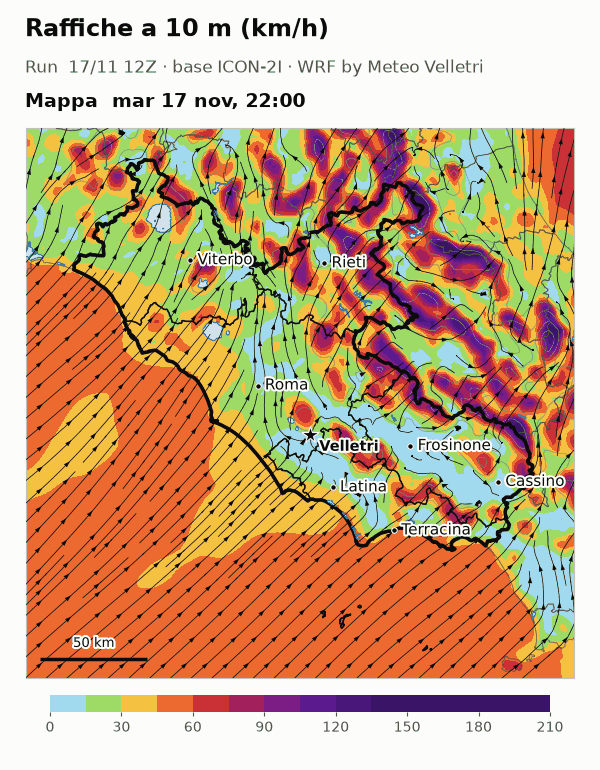 Raffiche a 10 m (km/h)
Run 17/11 12Z · base ICON-2I · WRF by Meteo Velletri
Mappa mar 17 nov, 22:00
Viterbo
Rieti
Roma
Velletri
Frosinone
Cassino
Latina
Terracina
50 km
0 30 60 90 120 150 180 210